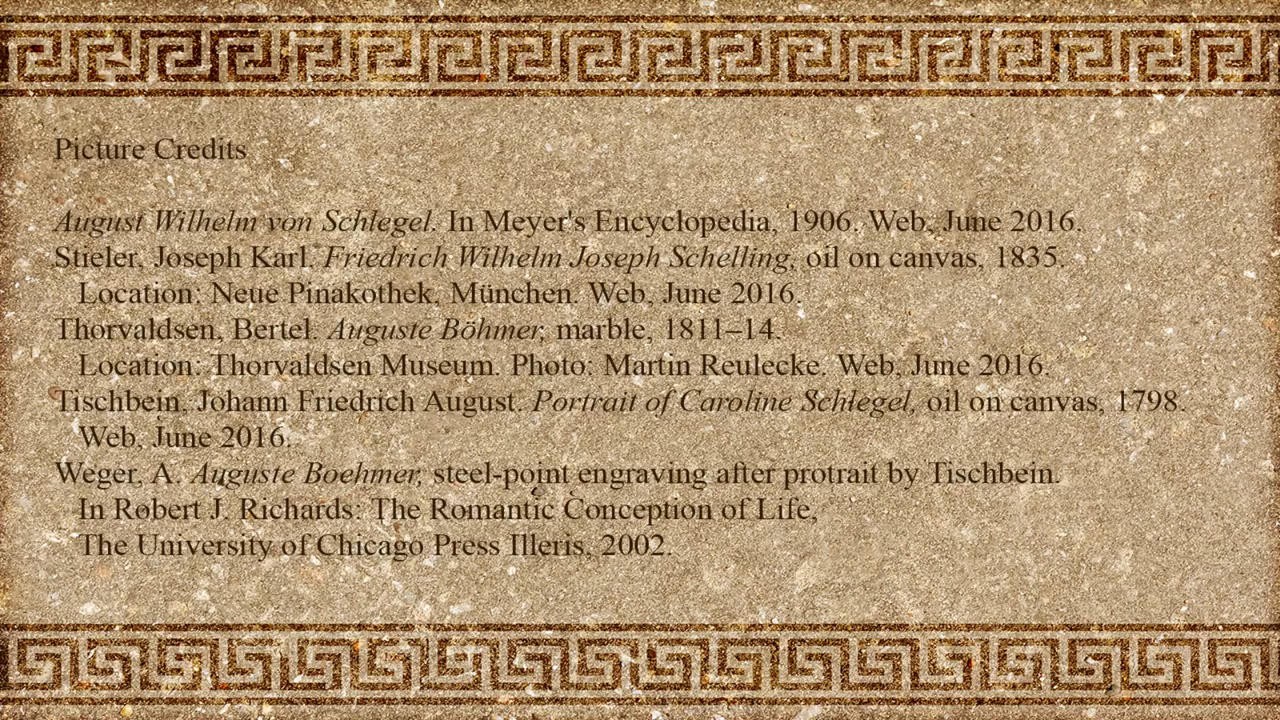 Picture Credits
August Wilhelm von Schlegel. In Meyer's Encyclopedia, 1906. Web, June 2016.
Stieler, Joseph Karl. Friedrich Wilhelm Joseph Schelling, oil on canvas, 1835.
Location: Neue Pinakothek. München. Web, June 2016.
Thorvaldsen, Bertel. Auguste Böhmer, marble, 1811–14.
Location: Thorvaldsen Museum. Photo: Martin Reulecke. Web, June 2016.
Tischbein, Johann Friedrich August. Portrait of Caroline Schlegel, oil on canvas, 1798.
Web, June 2016.
Weger, A. Auguste Boehmer, steel-point engraving after protrait by Tischbein.
In Robert J. Richards: The Romantic Conception of Life,
The University of Chicago Press Illeris, 2002.